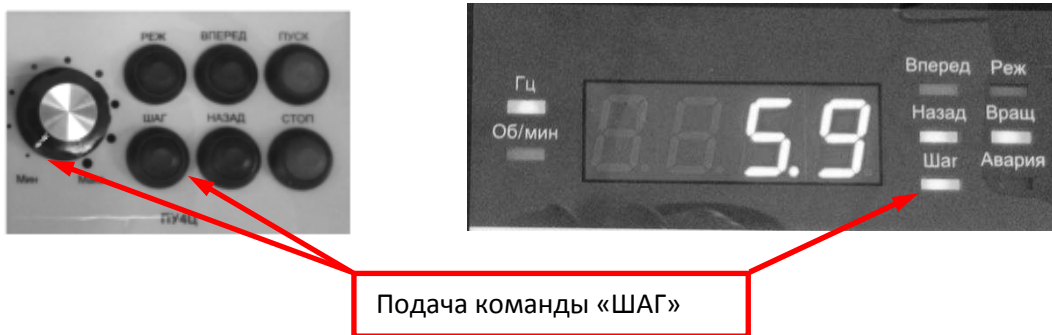 РЕЖ ВПЕРЕД ПУСК
ШАГ НАЗАД СТОП
Мин Макс
ПУ4Ц
Гц
Об/мин
5.9
Вперед Реж
Назад Вращ
Шаг Авария
Подача команды «ШАГ»